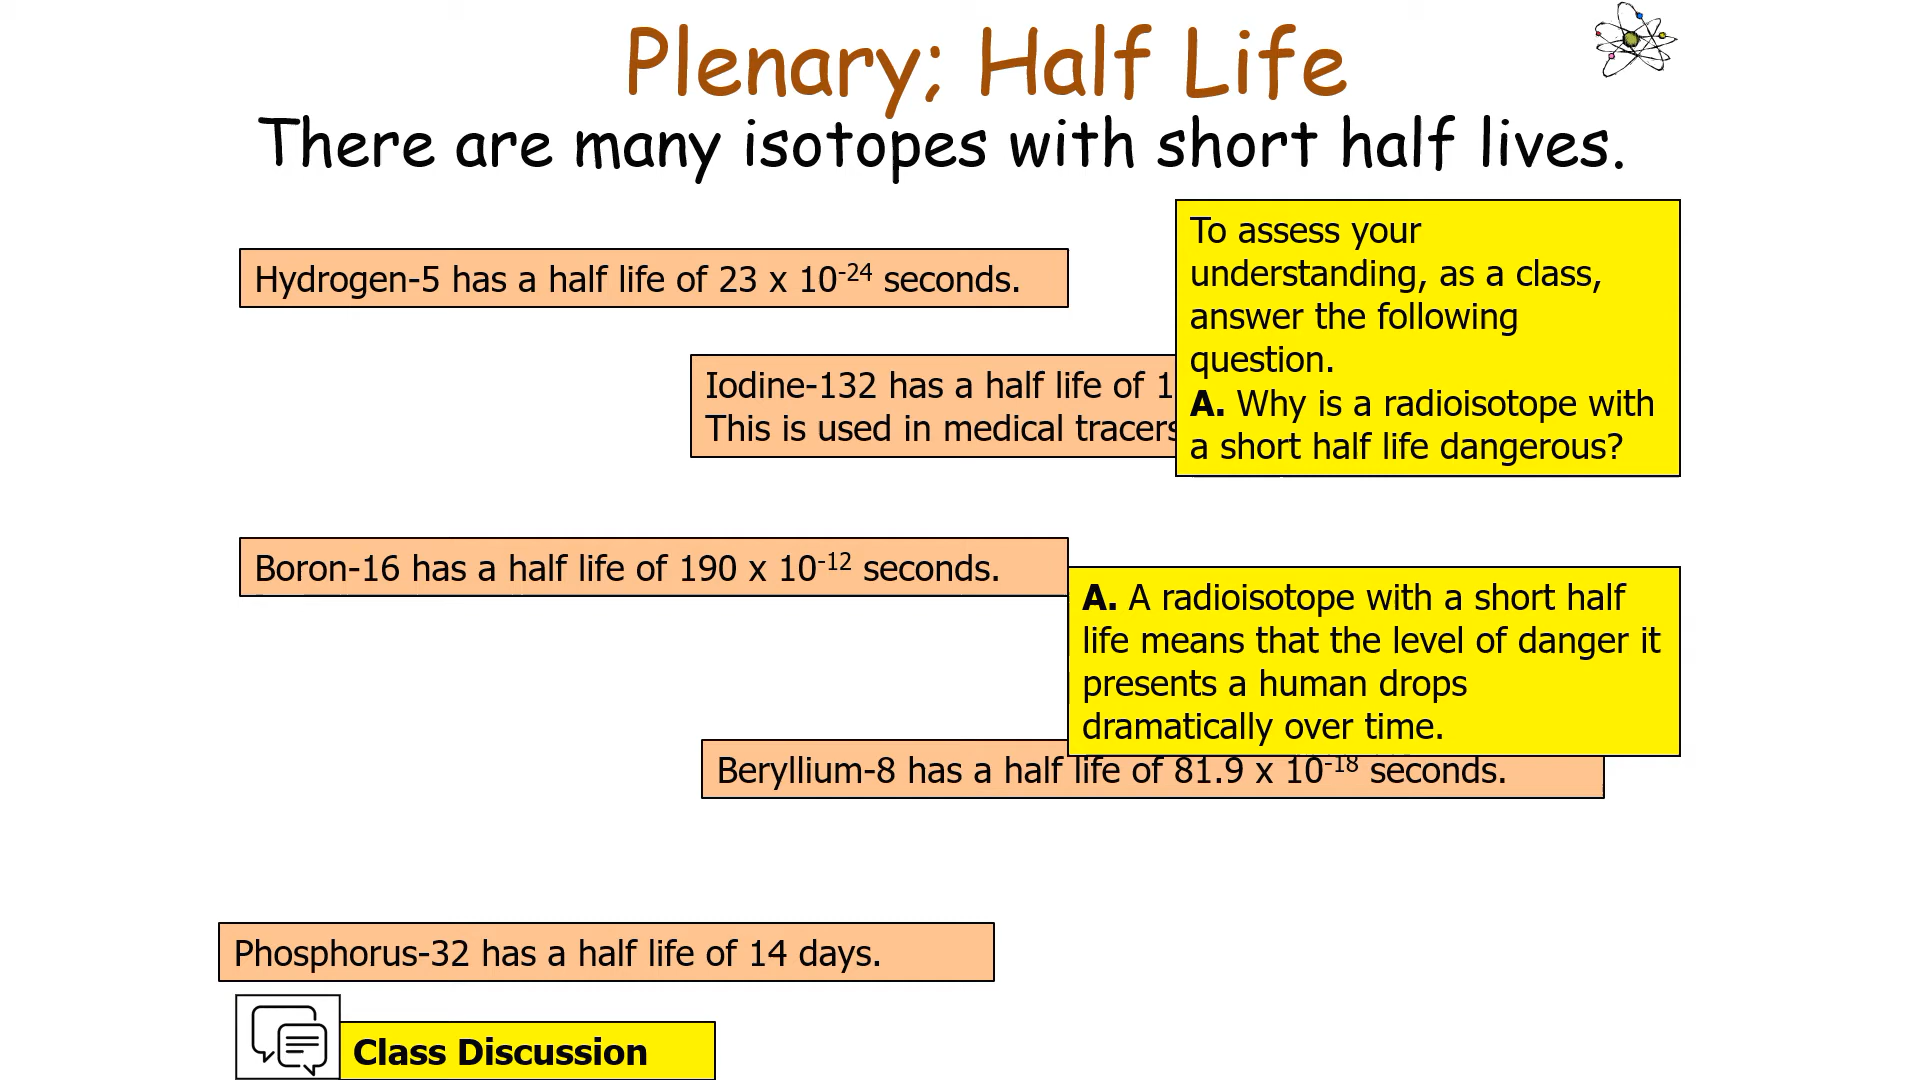 Plenary; Half Life
There are many isotopes with short half lives.
To assess your
understanding, as a class,
answer the following
question.
A. Why is a radioisotope with
a short half life dangerous?
Hydrogen-5 has a half life of 23 x 10⁻²⁴ seconds.
Iodine-132 has a half life of 1
This is used in medical tracers
Boron-16 has a half life of 190 x 10⁻¹² seconds.
A. A radioisotope with a short half
life means that the level of danger it
presents a human drops
dramatically over time.
Beryllium-8 has a half life of 81.9 x 10⁻¹⁸ seconds.
Phosphorus-32 has a half life of 14 days.
Class Discussion